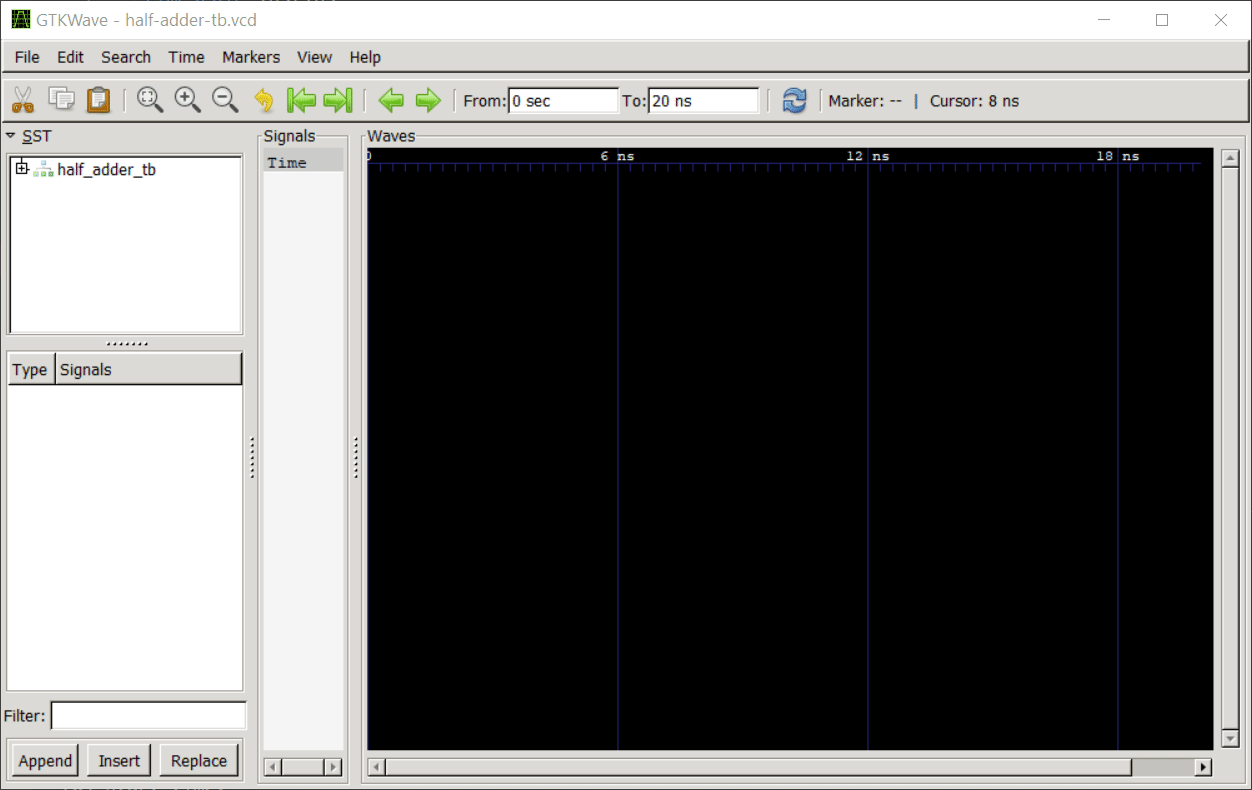 GTKWave - half-adder-tb.vcd
File Edit Search Time Markers View Help
From: 0 sec To: 20 ns Marker: -- | Cursor: 8 ns
SST
half_adder_tb
Type Signals
Filter:
Append Insert Replace
Signals
Time
Waves
0 6 ns 12 ns 18 ns